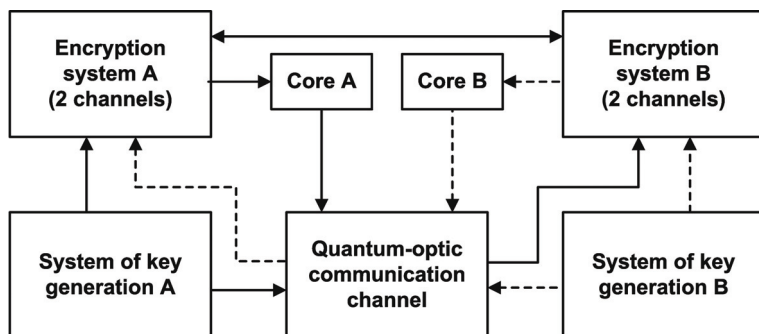 Encryption
system A
(2 channels)
Core A
Core B
Encryption
system B
(2 channels)
System of key
generation A
Quantum-optic
communication
channel
System of key
generation B